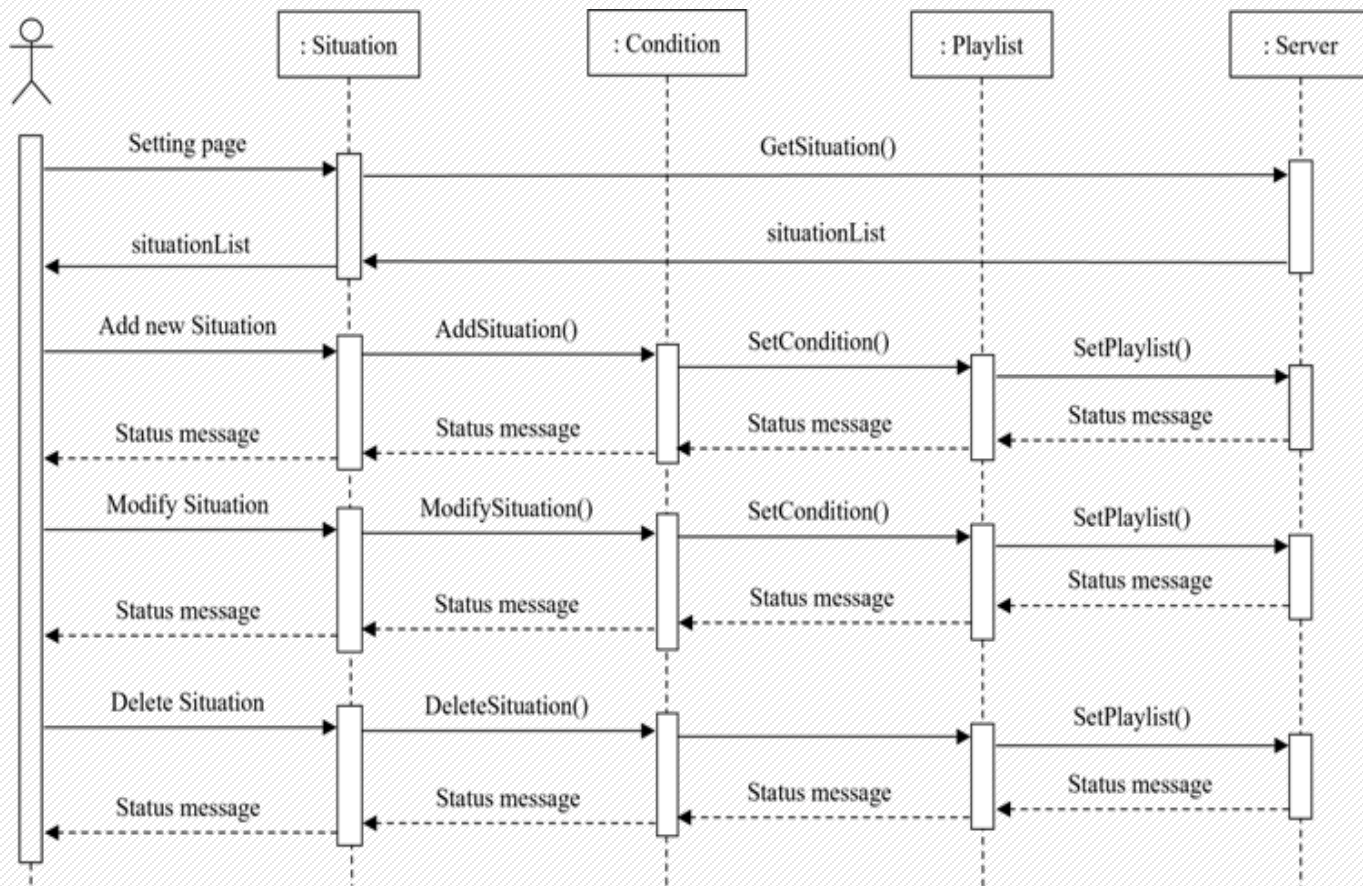 : Situation
: Condition
: Playlist
: Server
Setting page
GetSituation()
situationList
situationList
Add new Situation
AddSituation()
SetCondition()
SetPlaylist()
Status message
Status message
Status message
Status message
Modify Situation
ModifySituation()
SetCondition()
SetPlaylist()
Status message
Status message
Status message
Status message
Delete Situation
DeleteSituation()
SetPlaylist()
Status message
Status message
Status message
Status message